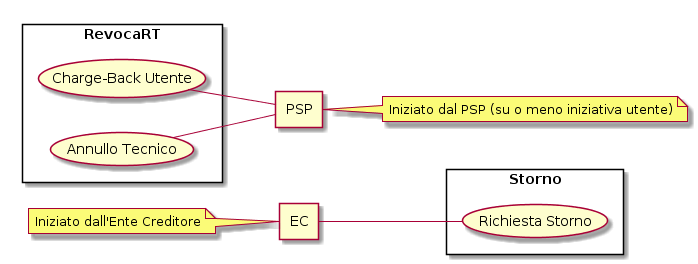 RevocaRT
Charge-Back Utente
Annullo Tecnico
PSP
Iniziato dal PSP (su o meno iniziativa utente)
Iniziato dall'Ente Creditore
EC
Storno
Richiesta Storno